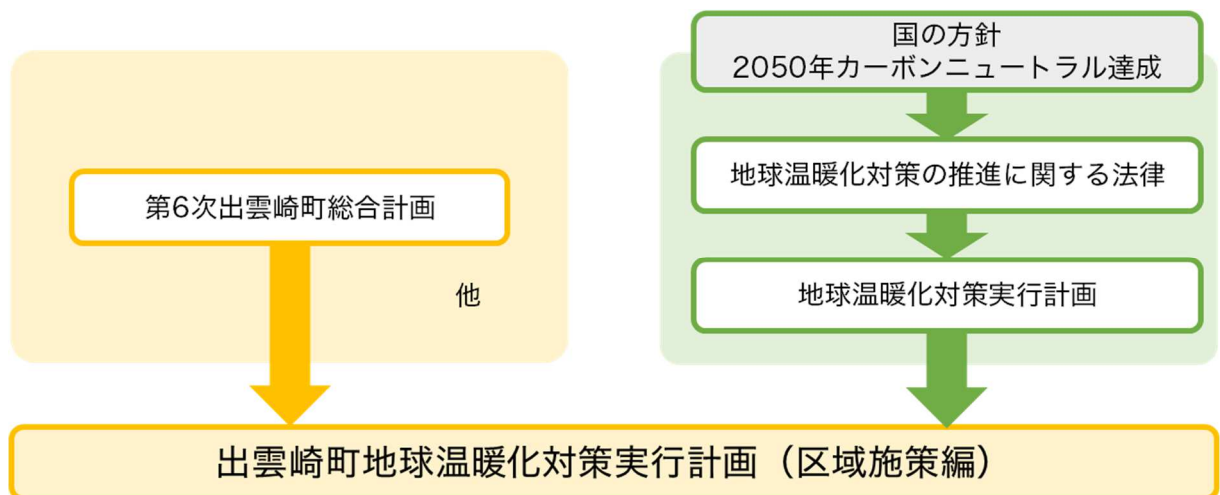 国の方針
2050年カーボンニュートラル達成
地球温暖化対策の推進に関する法律
第6次出雲崎町総合計画
他
地球温暖化対策実行計画
出雲崎町地球温暖化対策実行計画（区域施策編）